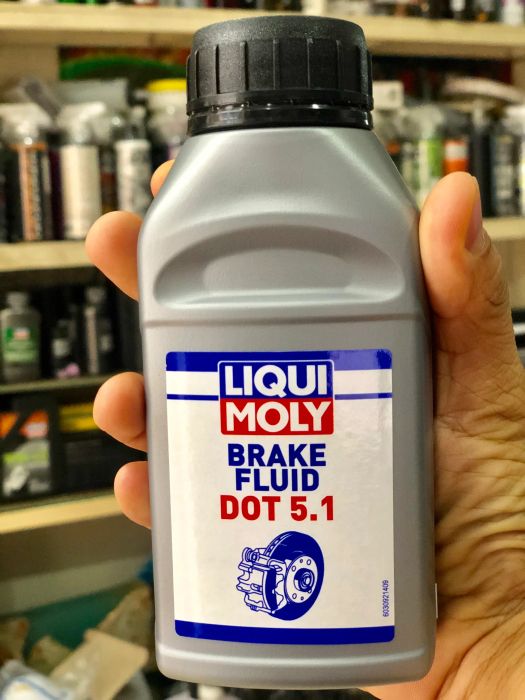 LIQUI
MOLY
BRAKE
FLUID
DOT 5.1
6030921409